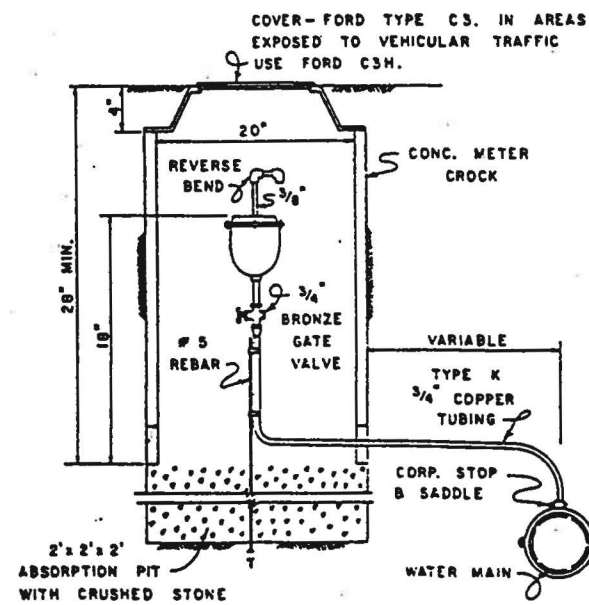 COVER-FORD TYPE C3. IN AREAS
EXPOSED TO VEHICULAR TRAFFIC
USE FORD C3H.
4"
20"
REVERSE
BEND
3/8"
CONC. METER
CROCK
28" MIN.
18"
3/4"
BRONZE
GATE
VALVE
# 5
REBAR
VARIABLE
TYPE K
3/4" COPPER
TUBING
CORP. STOP
B SADDLE
2' x 2' x 2'
ABSORPTION PIT
WITH CRUSHED STONE
WATER MAIN